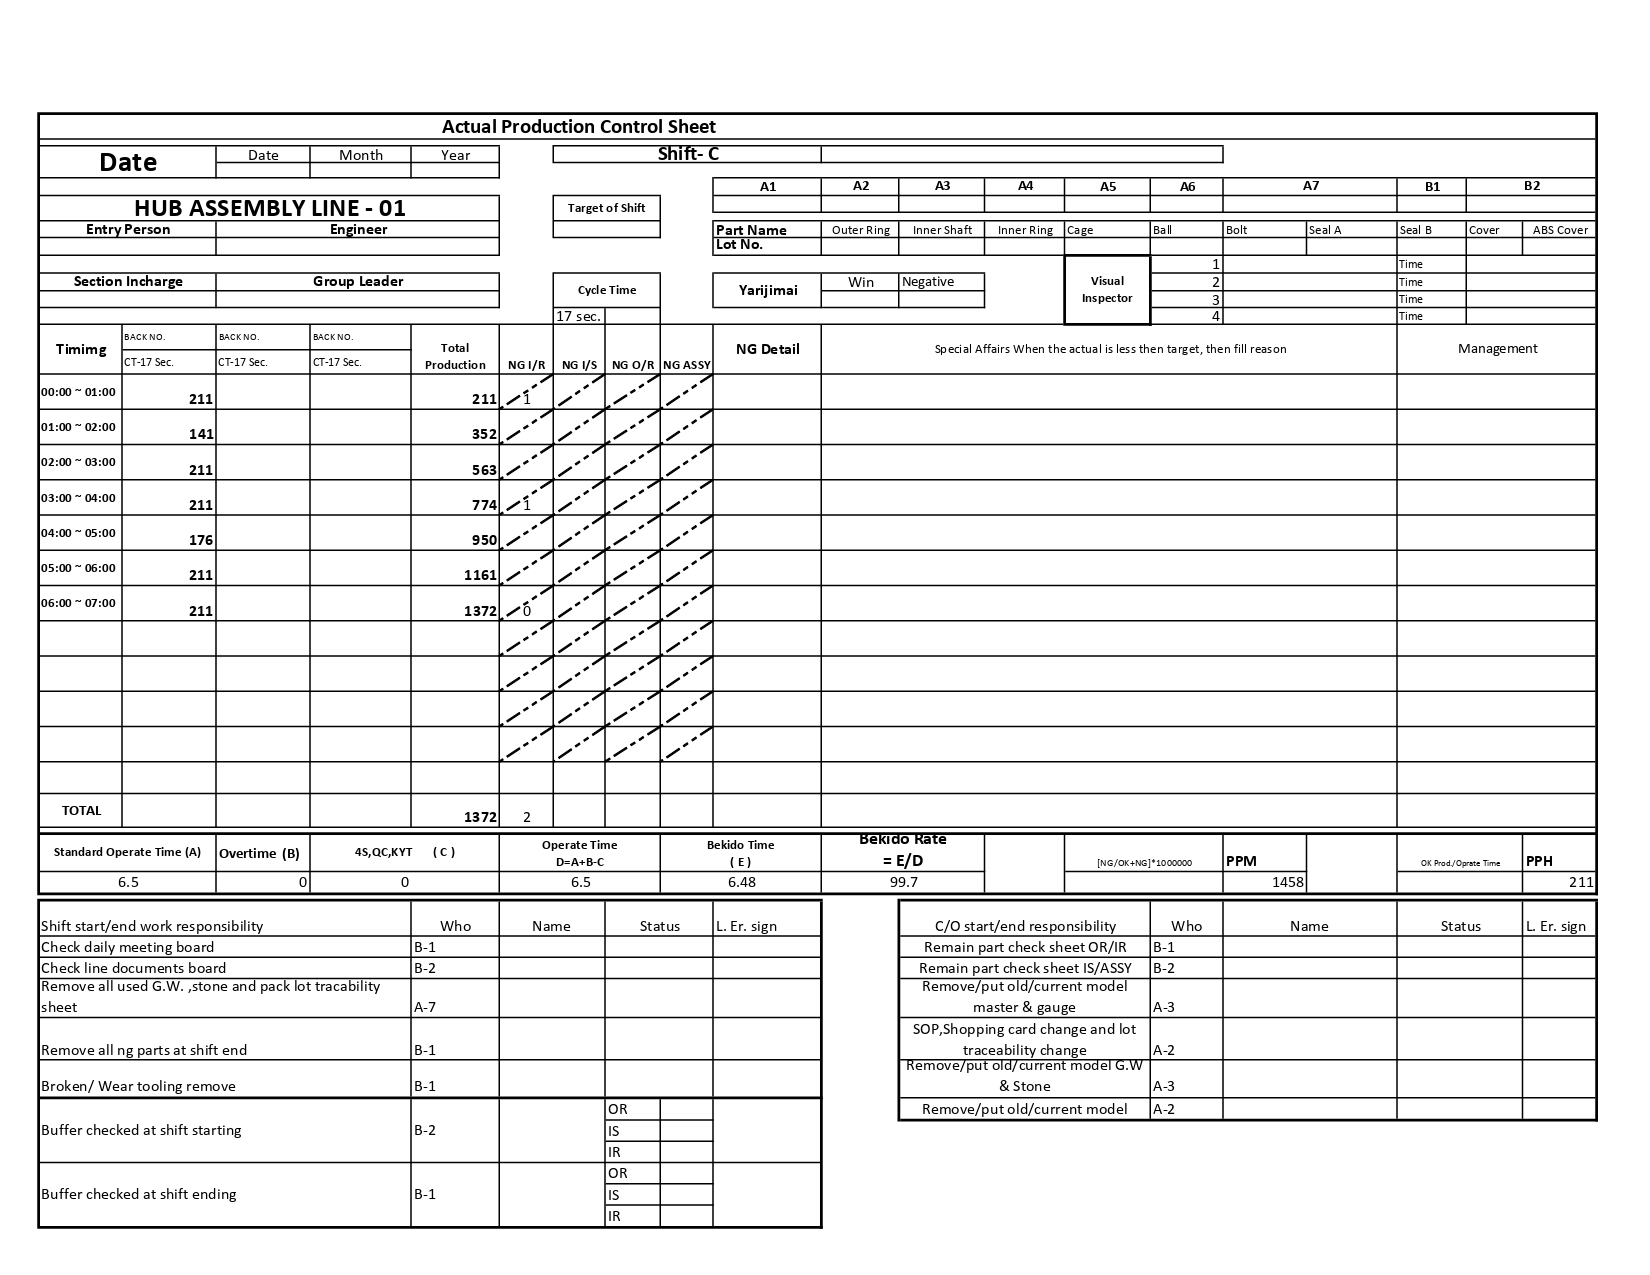 Actual Production Control Sheet
Date Date Month Year Shift- C
A1 A2 A3 A4 A5 A6 A7 B1 B2
HUB ASSEMBLY LINE - 01 Target of Shift
Entry Person Engineer Part Name Outer Ring Inner Shaft Inner Ring Cage Ball Bolt Seal A Seal B Cover ABS Cover
Lot No.
Section Incharge Group Leader Cycle Time Yarijimai Win Negative Visual Inspector 1 Time
2 Time
3 Time
17 sec. 4 Time
Timimg BACK NO. BACK NO. BACK NO. Total Production NG I/R NG I/S NG O/R NG ASSY NG Detail Special Affairs When the actual is less then target, then fill reason Management
CT-17 Sec. CT-17 Sec. CT-17 Sec.
00:00 ~ 01:00 211 211 1
01:00 ~ 02:00 141 352
02:00 ~ 03:00 211 563
03:00 ~ 04:00 211 774 1
04:00 ~ 05:00 176 950
05:00 ~ 06:00 211 1161
06:00 ~ 07:00 211 1372 0
TOTAL 1372 2
Standard Operate Time (A) Overtime (B) 4S,QC,KYT ( C ) Operate Time D=A+B-C Bekido Time ( E ) Bekido Rate = E/D [NG/OK+NG]*1000000 PPM OK Prod./Oprate Time PPH
6.5 0 0 6.5 6.48 99.7 1458 211
Shift start/end work responsibility Who Name Status L. Er. sign
Check daily meeting board B-1
Check line documents board B-2
Remove all used G.W. ,stone and pack lot tracability
sheet A-7
Remove all ng parts at shift end B-1
Broken/ Wear tooling remove B-1
Buffer checked at shift starting B-2 OR
IS
IR
Buffer checked at shift ending B-1 OR
IS
IR
C/O start/end responsibility Who Name Status L. Er. sign
Remain part check sheet OR/IR B-1
Remain part check sheet IS/ASSY B-2
Remove/put old/current model
master & gauge A-3
SOP,Shopping card change and lot
traceability change A-2
Remove/put old/current model G.W
& Stone A-3
Remove/put old/current model A-2